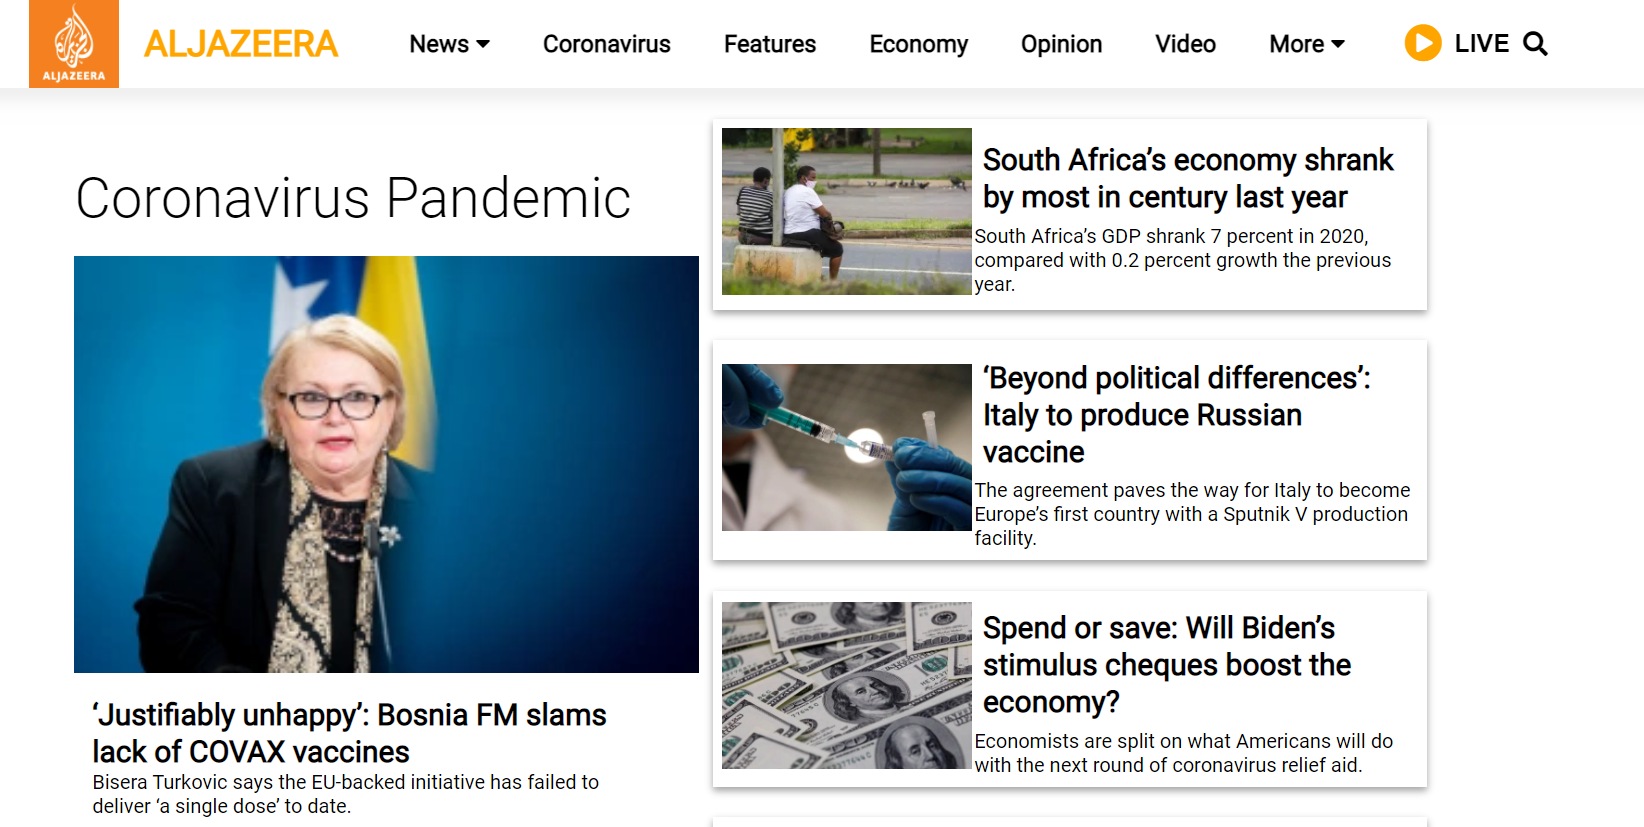 ALJAZEERA
ALJAZEERA
News
Coronavirus
Features
Economy
Opinion
Video
More
LIVE
Coronavirus Pandemic
‘Justifiably unhappy’: Bosnia FM slams
lack of COVAX vaccines
Bisera Turkovic says the EU-backed initiative has failed to
deliver ‘a single dose’ to date.
South Africa’s economy shrank
by most in century last year
South Africa’s GDP shrank 7 percent in 2020,
compared with 0.2 percent growth the previous
year.
‘Beyond political differences’:
Italy to produce Russian
vaccine
The agreement paves the way for Italy to become
Europe’s first country with a Sputnik V production
facility.
Spend or save: Will Biden’s
stimulus cheques boost the
economy?
Economists are split on what Americans will do
with the next round of coronavirus relief aid.